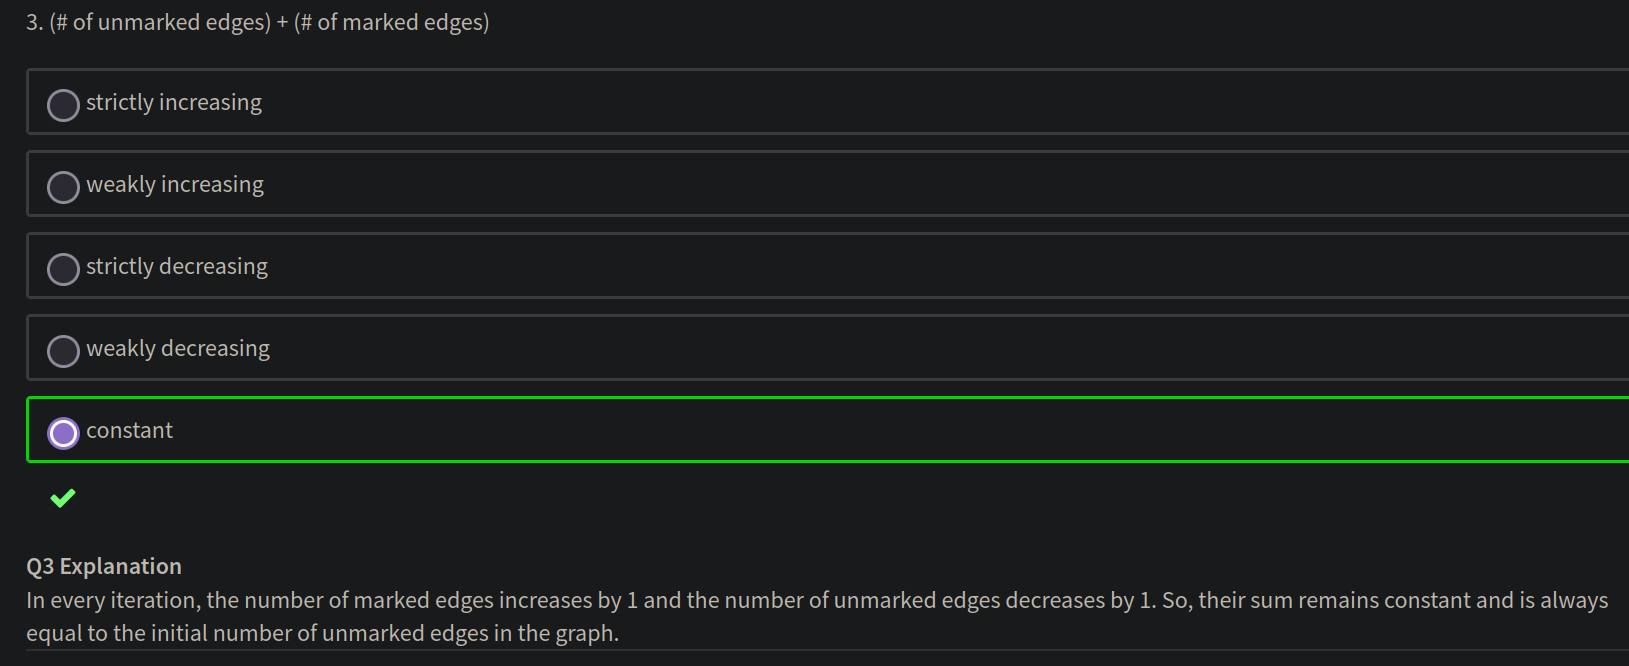 3. (# of unmarked edges) + (# of marked edges)
strictly increasing
weakly increasing
strictly decreasing
weakly decreasing
constant
Q3 Explanation
In every iteration, the number of marked edges increases by 1 and the number of unmarked edges decreases by 1. So, their sum remains constant and is always
equal to the initial number of unmarked edges in the graph.